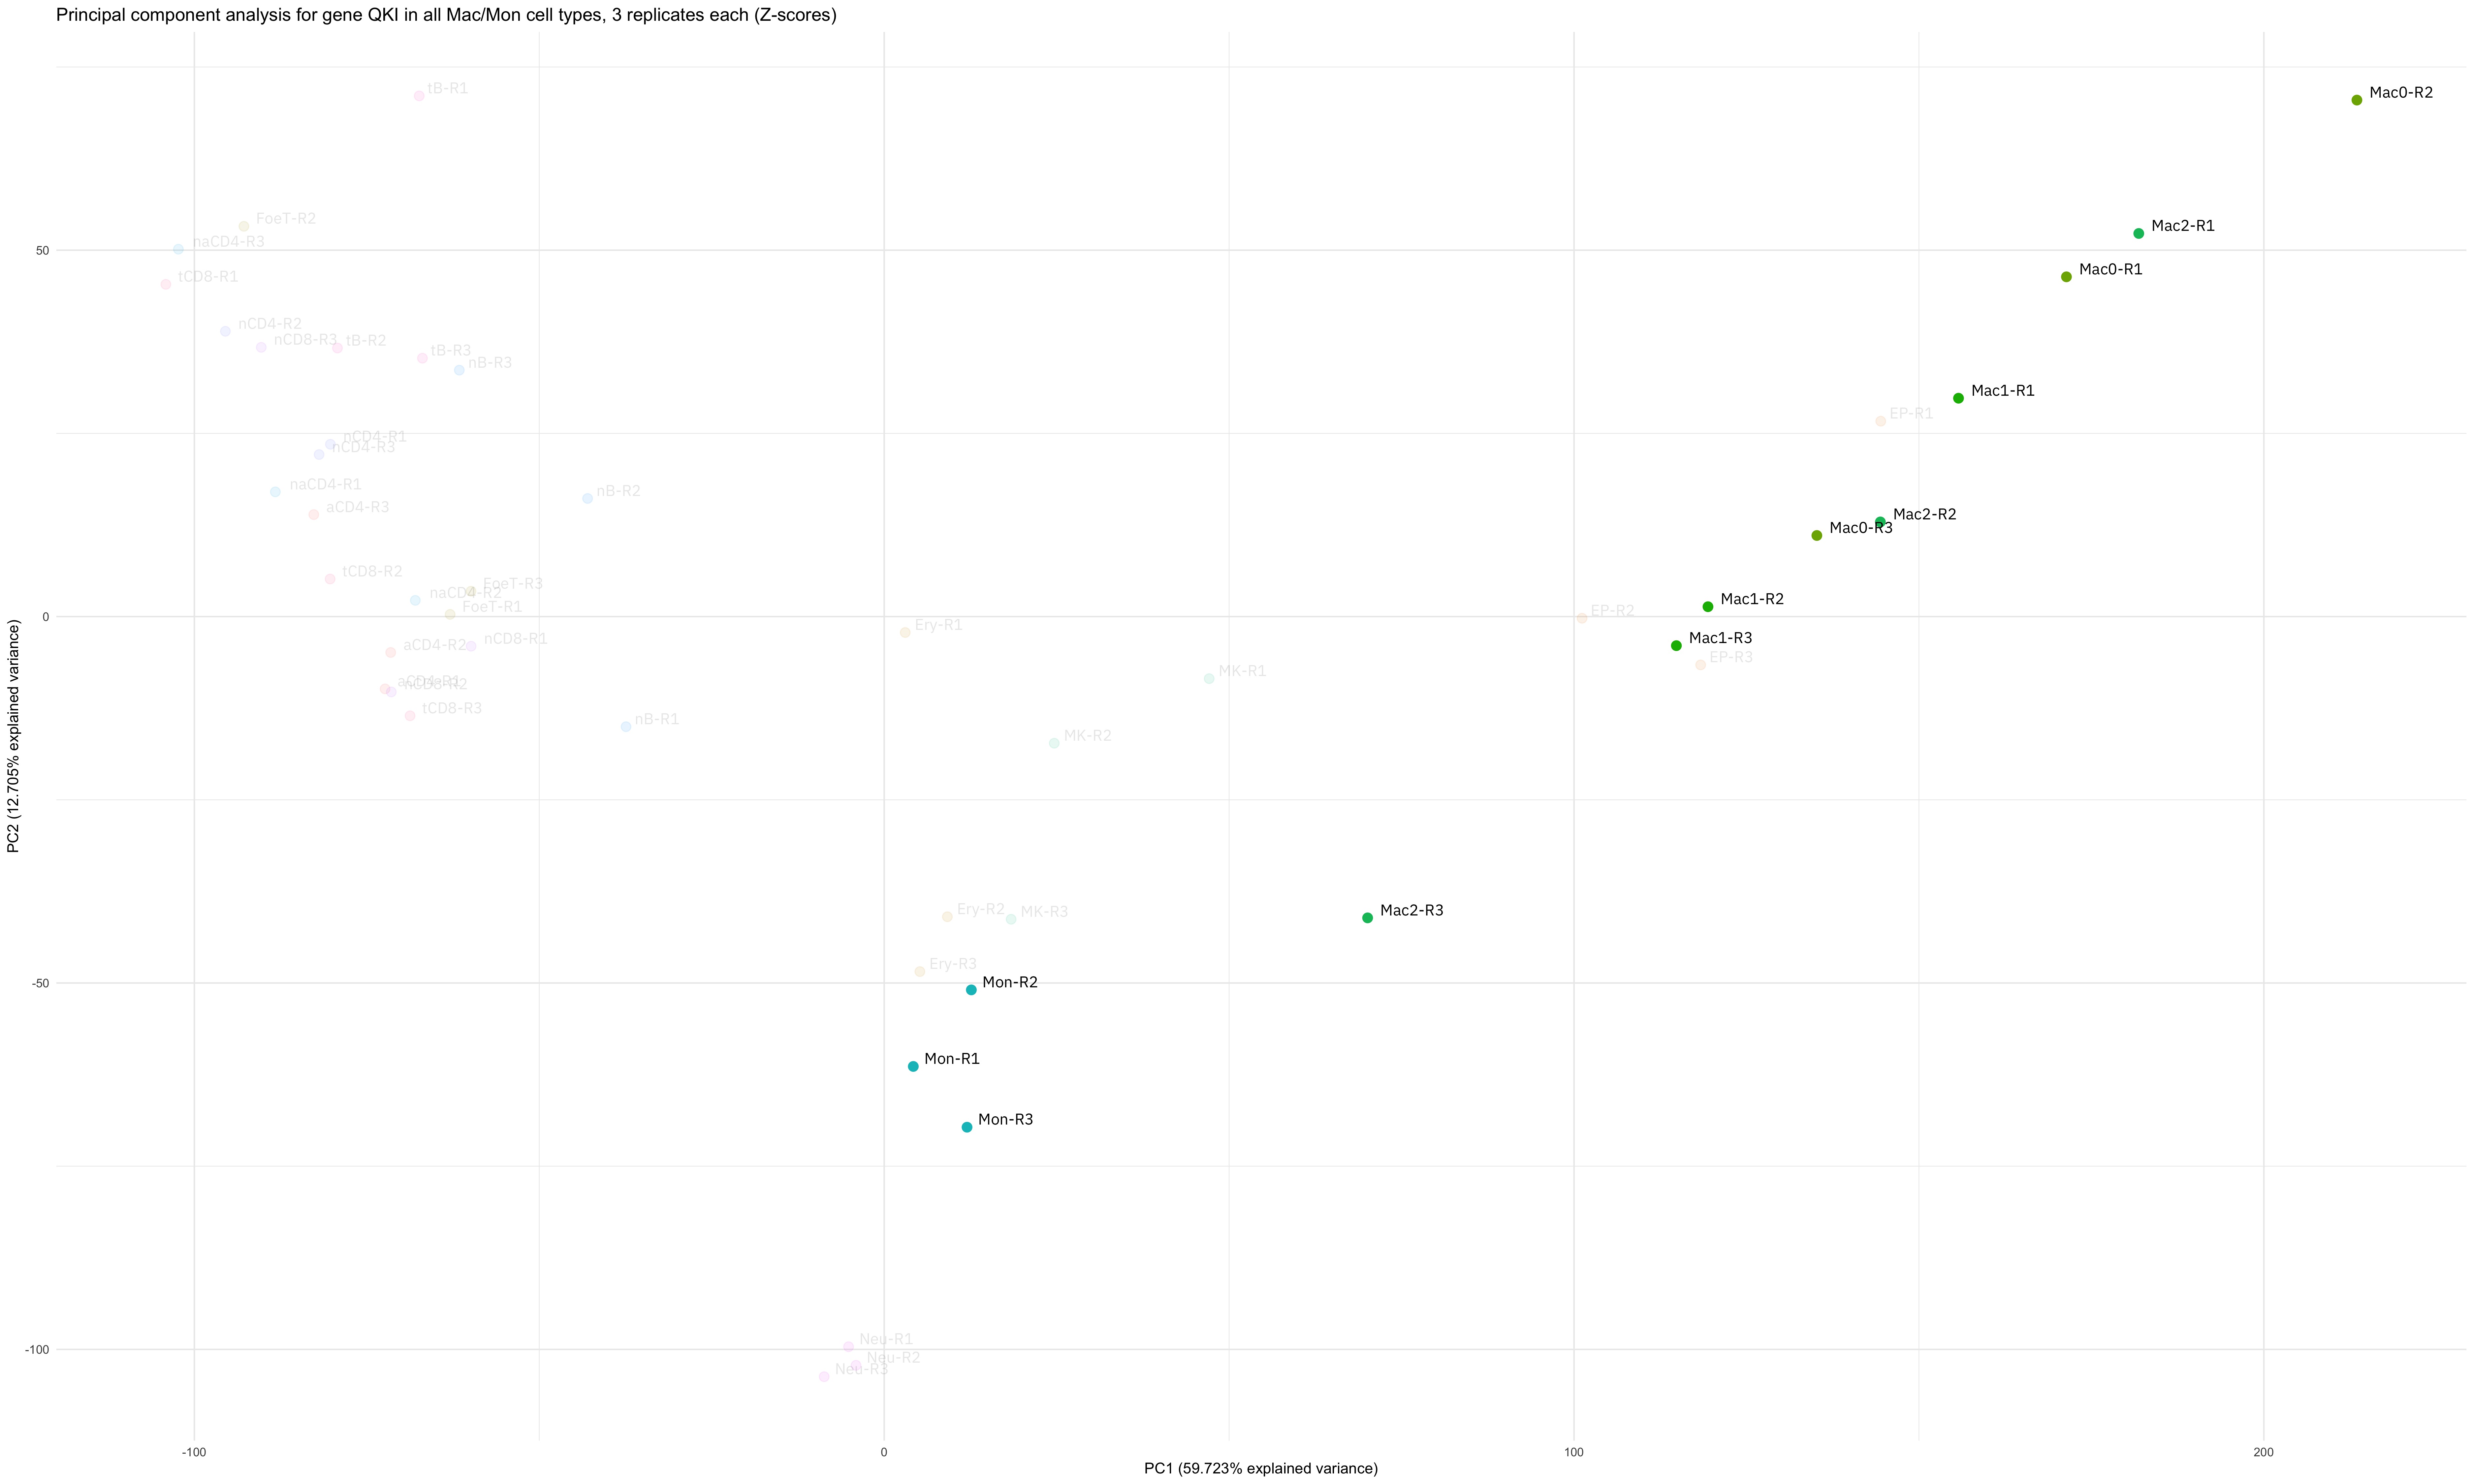 Principal component analysis for gene QKI in all Mac/Mon cell types, 3 replicates each (Z-scores)
tB-R1
Mac0-R2
FoeT-R2
Mac2-R1
naCD4-R3
50
Mac0-R1
tCD8-R1
nCD4-R2
nCD8-R3
tB-R2
tB-R3
nB-R3
Mac1-R1
EP-R1
nCD4-R1
nCD4-R3
naCD4-R1
nB-R2
aCD4-R3
Mac2-R2
Mac0-R3
tCD8-R2
FoeT-R3
naCD4-R2
FoeT-R1
Mac1-R2
EP-R2
0
Ery-R1
nCD8-R1
Mac1-R3
aCD4-R2
EP-R3
MK-R1
aCD4-R1
nCD8-R2
tCD8-R3
nB-R1
MK-R2
PC2 (12.705% explained variance)
Ery-R2
MK-R3
Mac2-R3
Ery-R3
-50
Mon-R2
Mon-R1
Mon-R3
Neu-R1
-100
Neu-R2
Neu-R3
-100
0
100
200
PC1 (59.723% explained variance)